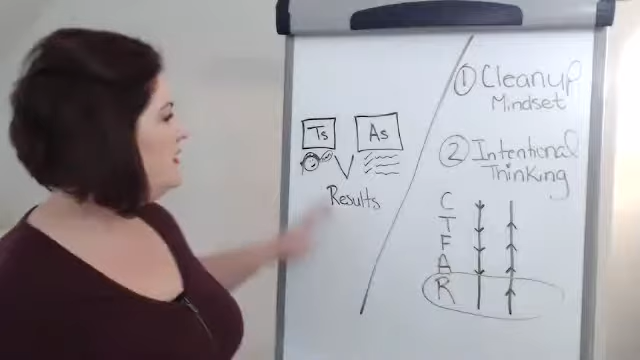 Ts As
Results
1 Cleanup
Mindset
2 Intentional
Thinking
C
T
F
A
R